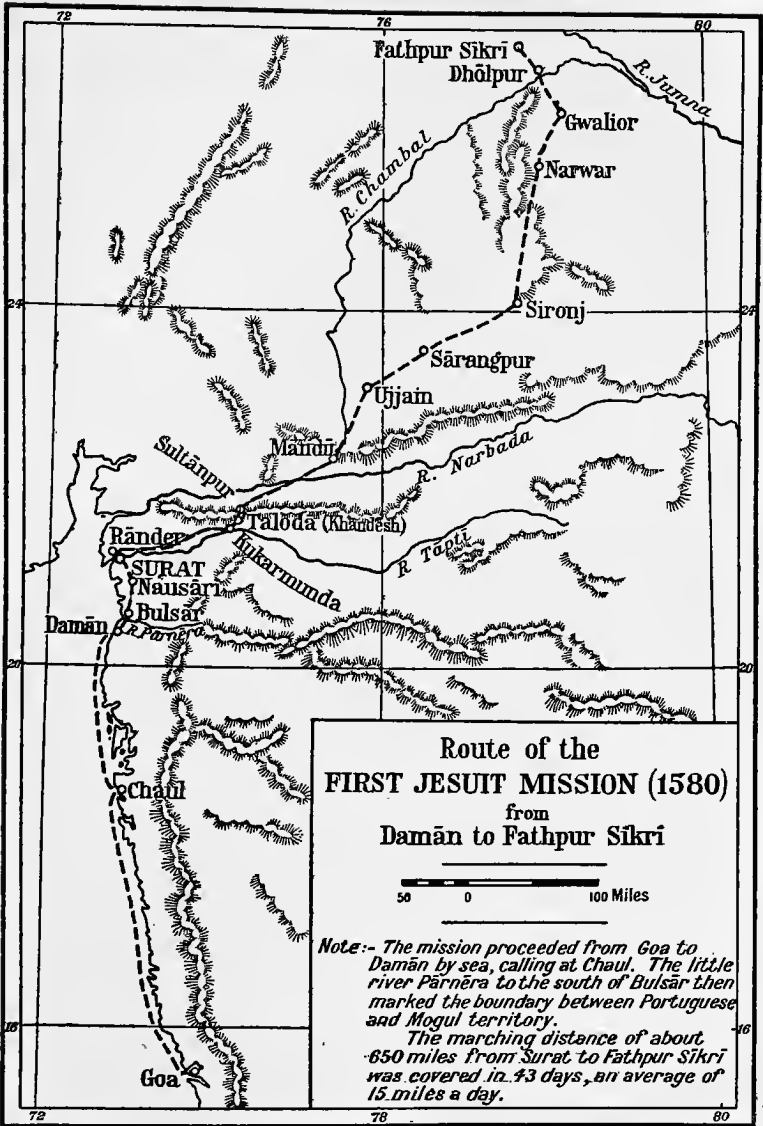 72
76
80
Fathpur Sīkrī
Dhōlpur
R. Jumna
Gwalior
R. Chambal
Narwar
24
24
Sironj
Sārangpur
Ujjain
Māndū
Sultānpur
R. Narbada
Talōdā (Khāndesh)
Rānder
Kukarmunda
R Tāpti
SURAT
Nausāri
Bulsār
Damān
R. Pārnēra
20
20
Chaul
Route of the
FIRST JESUIT MISSION (1580)
from
Damān to Fathpur Sīkrī
50 0 100 Miles
Note:- The mission proceeded from Goa to
Damān by sea, calling at Chaul. The little
river Pārnēra to the south of Bulsār then
marked the boundary between Portuguese
and Mogul territory.
The marching distance of about
650 miles from Surat to Fathpur Sīkrī
was covered in 43 days, an average of
15 miles a day.
16
16
Goa
72
78
80